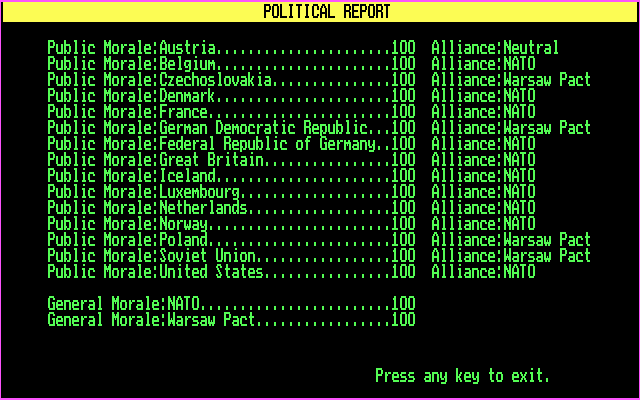 POLITICAL REPORT
Public Morale:Austria......................100 Alliance:Neutral
Public Morale:Belgium......................100 Alliance:NATO
Public Morale:Czechoslovakia...............100 Alliance:Warsaw Pact
Public Morale:Denmark......................100 Alliance:NATO
Public Morale:France.......................100 Alliance:NATO
Public Morale:German Democratic Republic...100 Alliance:Warsaw Pact
Public Morale:Federal Republic of Germany..100 Alliance:NATO
Public Morale:Great Britain................100 Alliance:NATO
Public Morale:Iceland......................100 Alliance:NATO
Public Morale:Luxembourg...................100 Alliance:NATO
Public Morale:Netherlands..................100 Alliance:NATO
Public Morale:Norway.......................100 Alliance:NATO
Public Morale:Poland.......................100 Alliance:Warsaw Pact
Public Morale:Soviet Union.................100 Alliance:Warsaw Pact
Public Morale:United States................100 Alliance:NATO
General Morale:NATO........................100
General Morale:Warsaw Pact.................100
Press any key to exit.